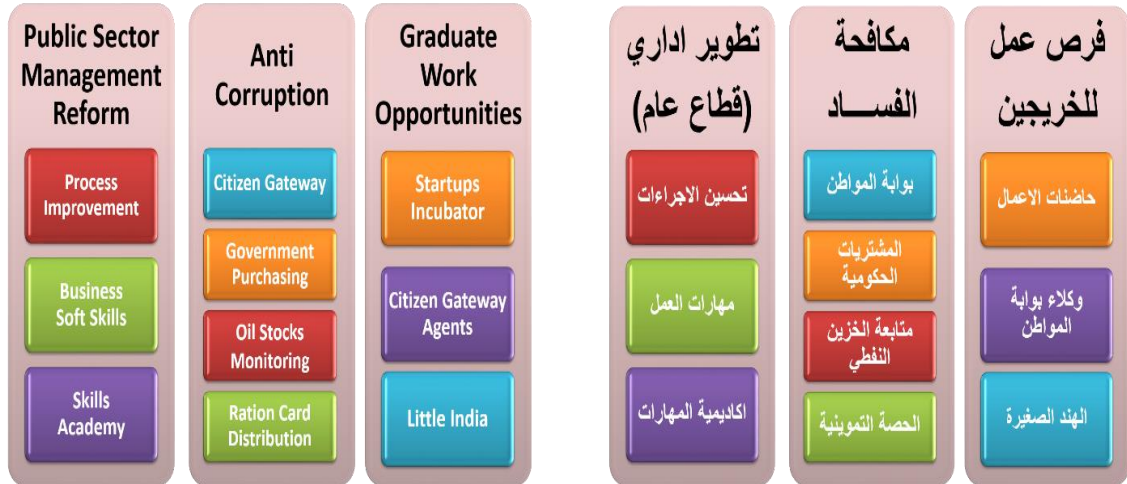 Public Sector
Management
Reform
Process
Improvement
Business
Soft Skills
Skills
Academy
Anti
Corruption
Citizen Gateway
Government
Purchasing
Oil Stocks
Monitoring
Ration Card
Distribution
Graduate
Work
Opportunities
Startups
Incubator
Citizen Gateway
Agents
Little India
فرص عمل
للخريجين
حاضنات الاعمال
وكلاء بوابة
المواطن
الهند الصغيرة
مكافحة
الفســـاد
بوابة المواطن
المشتريات
الحكومية
متابعة الخزين
النفطي
الحصة التموينية
تطوير اداري
(قطاع عام)
تحسين الاجراءات
مهارات العمل
اكاديمية المهارات